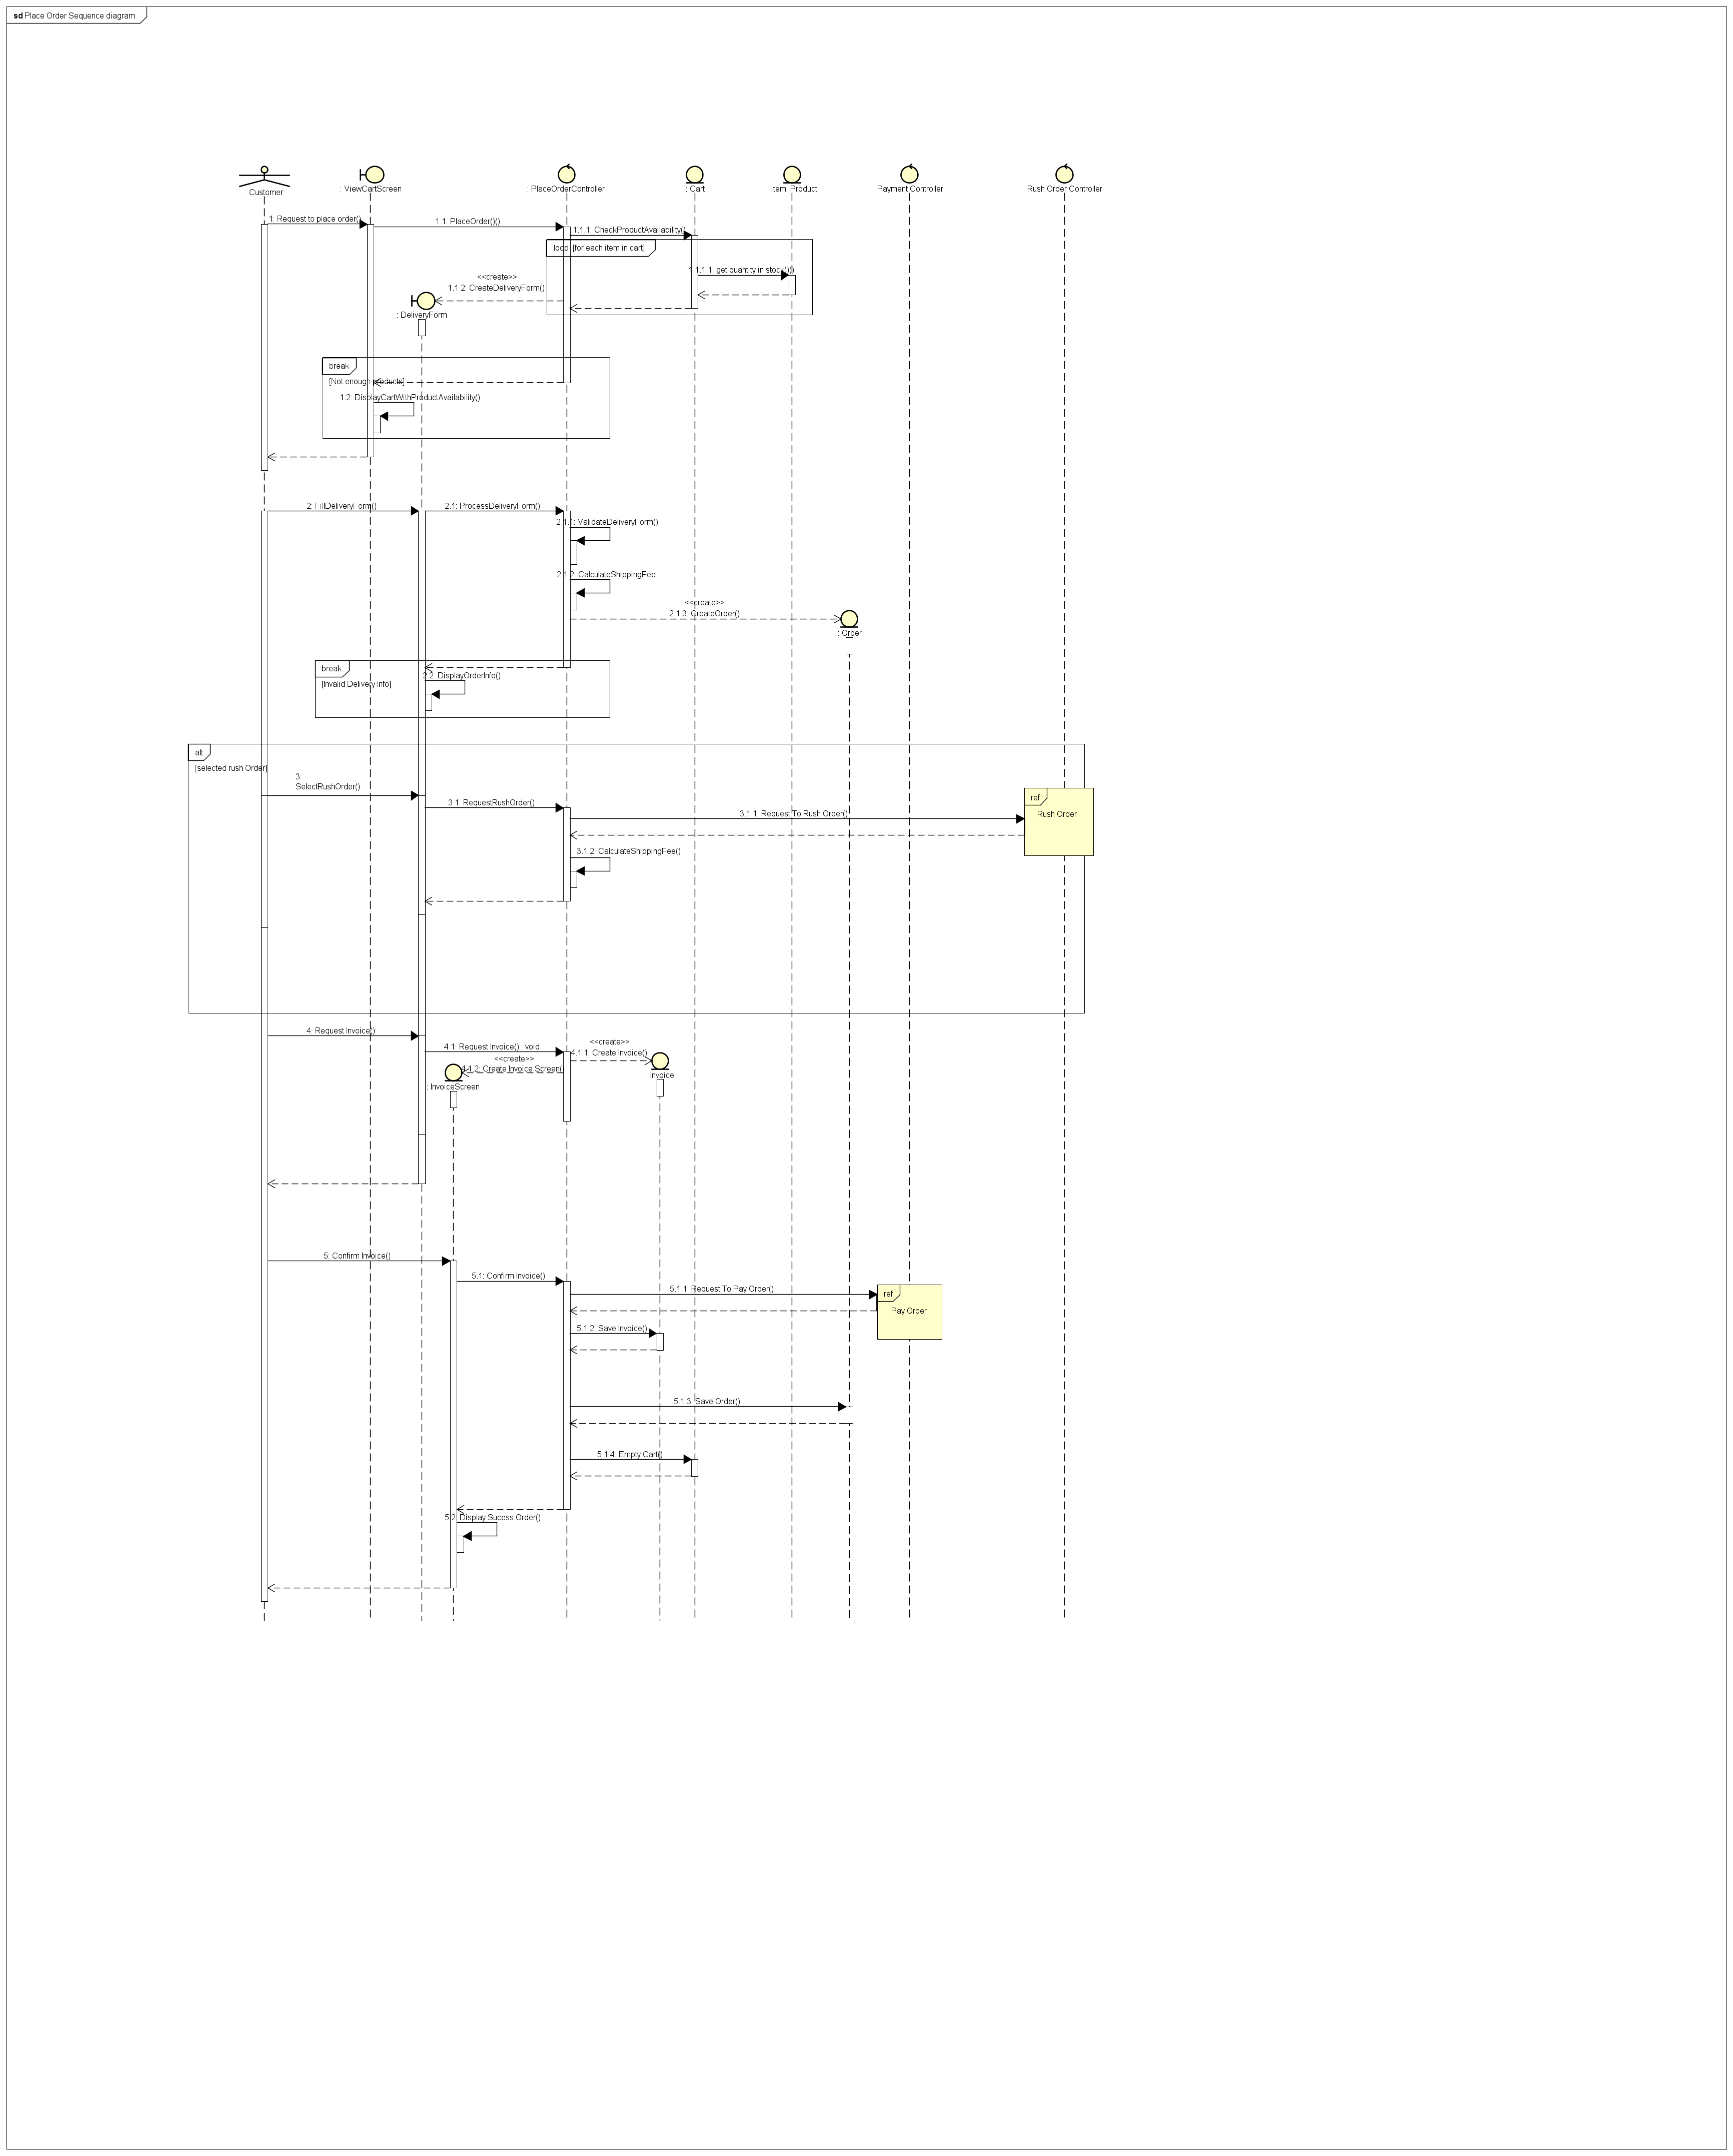 sd Place Order Sequence diagram
: Customer
: ViewCartScreen
: PlaceOrderController
: Cart
: item: Product
: Payment Controller
: Rush Order Controller
1: Request to place order()
1.1: PlaceOrder()()
1.1.1: CheckProductAvailability()
loop [for each item in cart]
1.1.1.1: get quantity in stock ()()
<<create>>
1.1.2: CreateDeliveryForm()
: DeliveryForm
break
[Not enough products]
1.2: DisplayCartWithProductAvailability()
2: FillDeliveryForm()
2.1: ProcessDeliveryForm()
2.1.1: ValidateDeliveryForm()
2.1.2: CalculateShippingFee
<<create>>
2.1.3: CreateOrder()
: Order
break
[Invalid Delivery Info]
2.2: DisplayOrderInfo()
alt
[selected rush Order]
3:
SelectRushOrder()
3.1: RequestRushOrder()
3.1.1: Request To Rush Order()
ref
Rush Order
3.1.2: CalculateShippingFee()
4: Request Invoice()
4.1: Request Invoice() : void
<<create>>
4.1.1: Create Invoice()
<<create>>
4.1.2: Create Invoice Screen()
: InvoiceScreen
: Invoice
5: Confirm Invoice()
5.1: Confirm Invoice()
5.1.1: Request To Pay Order()
ref
Pay Order
5.1.2: Save Invoice()
5.1.3: Save Order()
5.1.4: Empty Cart()
5.2: Display Sucess Order()